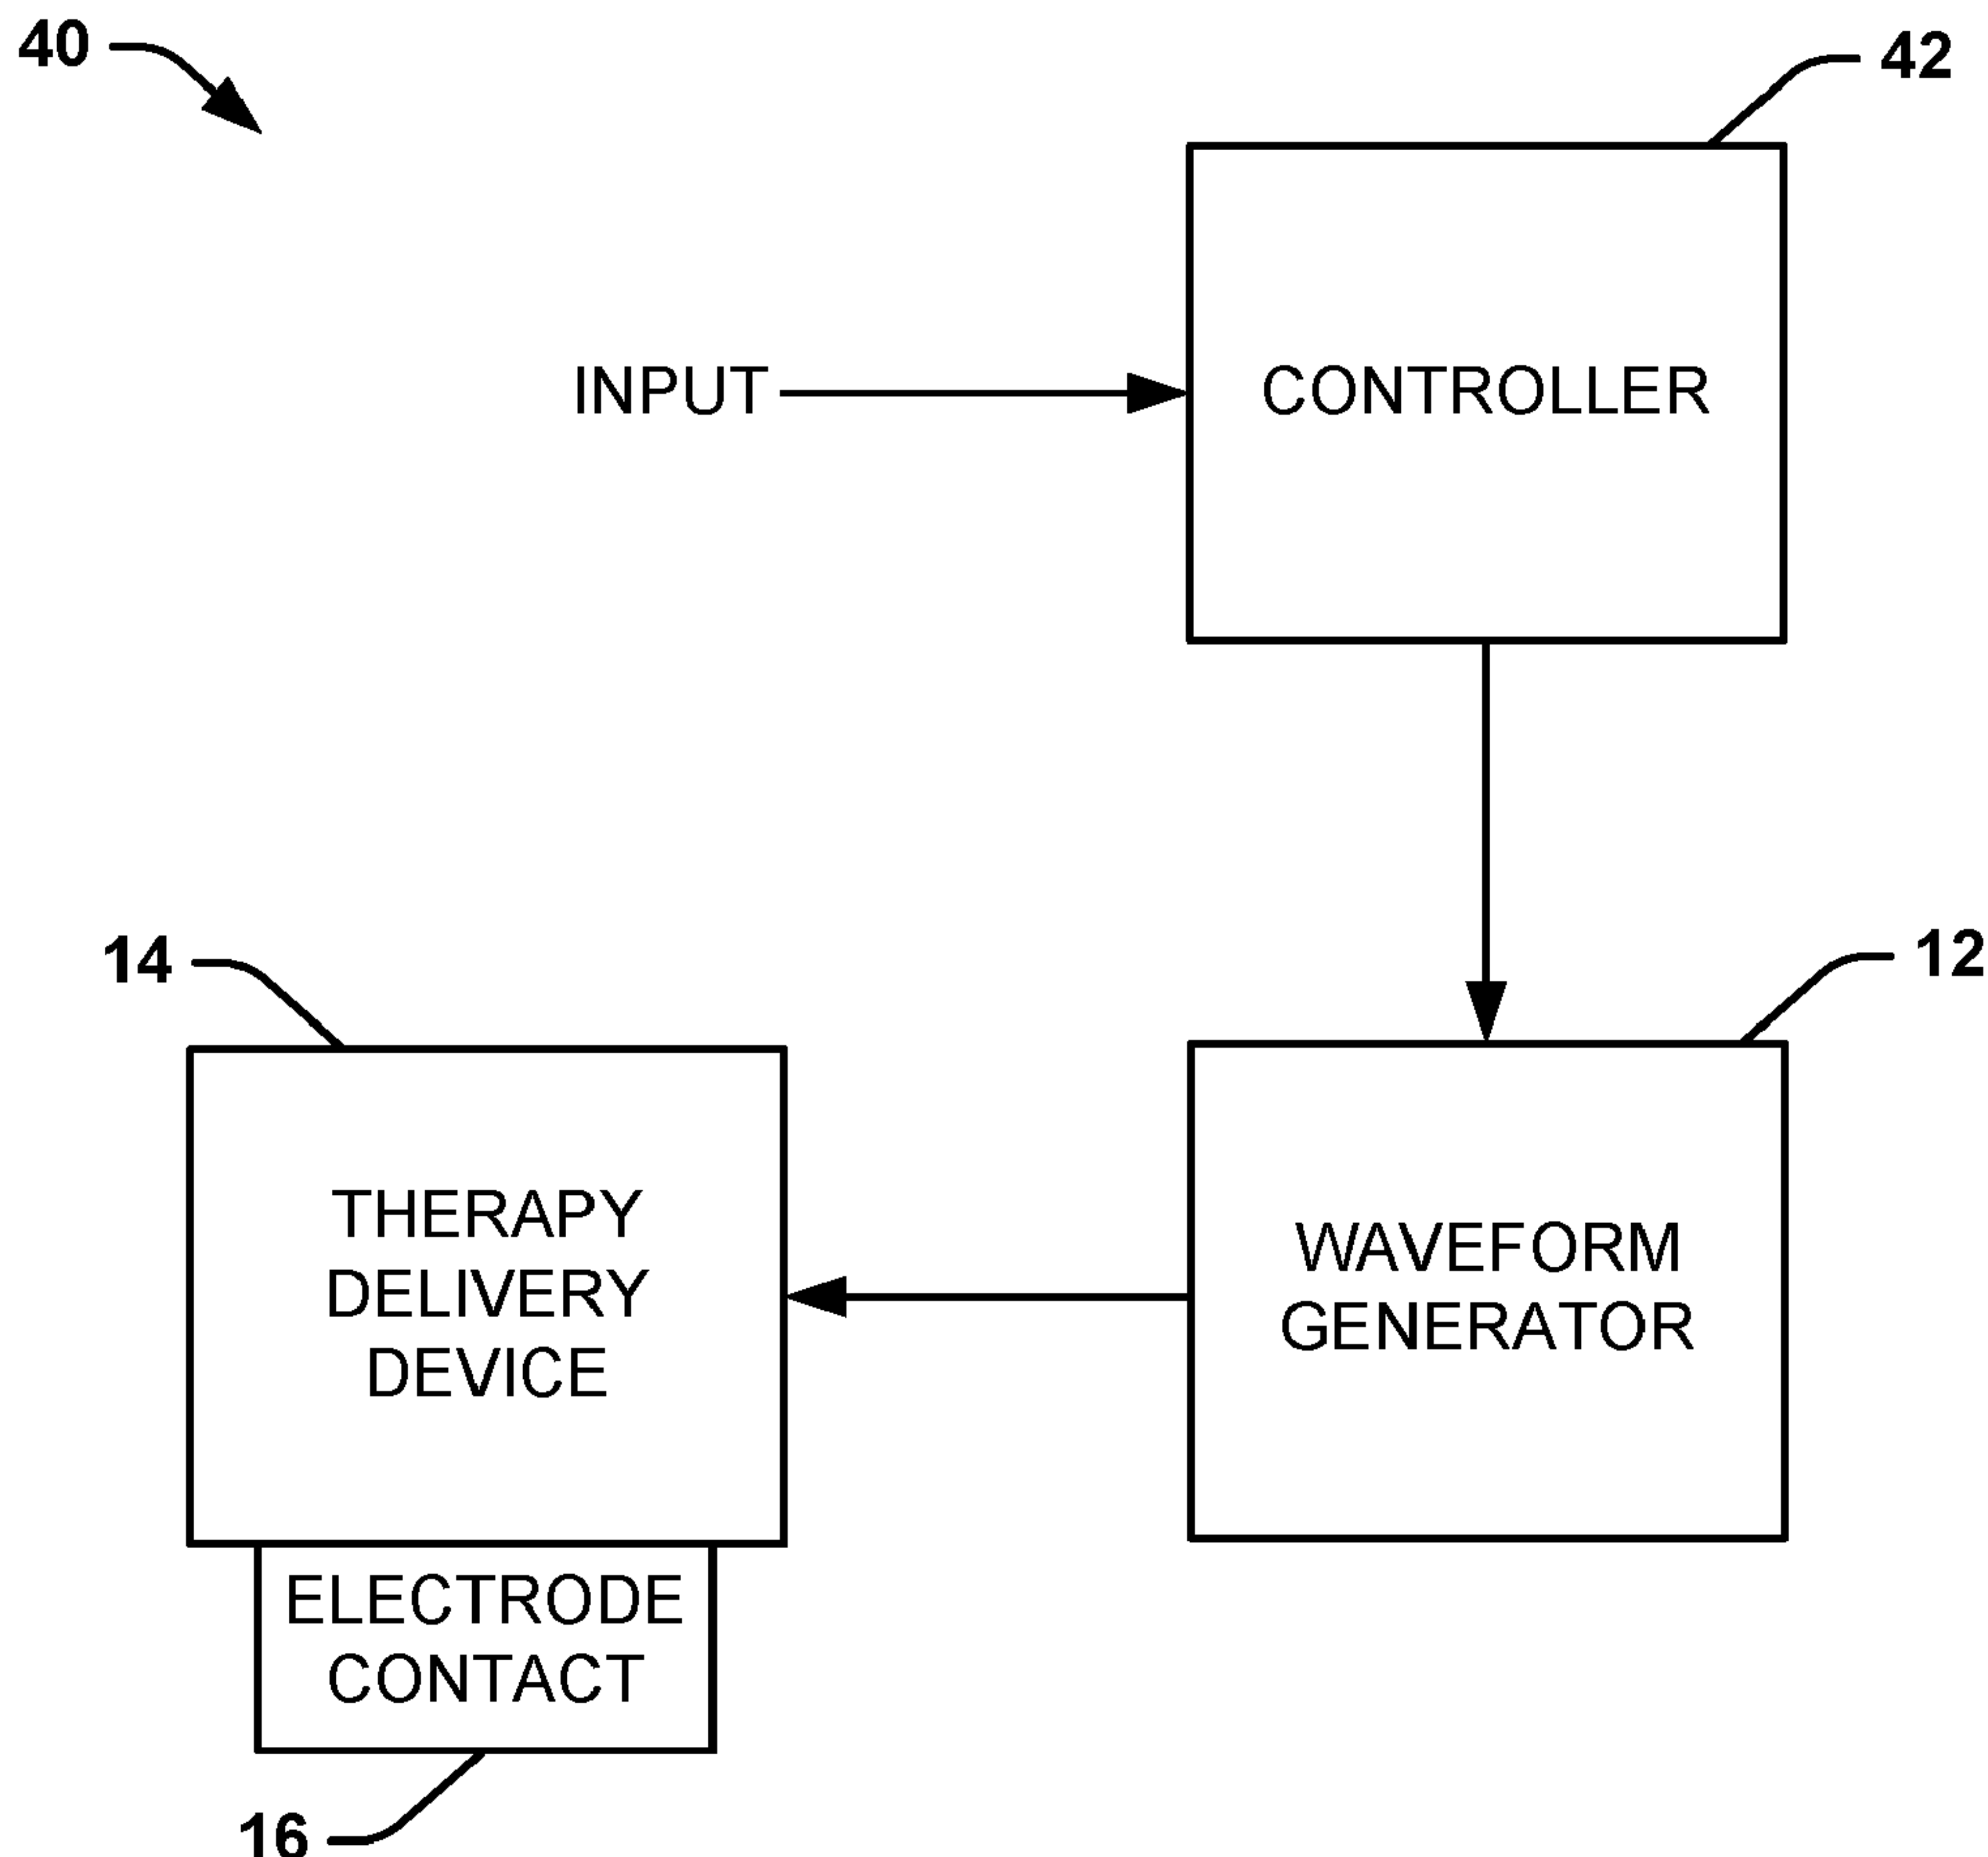 40
42
INPUT
CONTROLLER
14
12
THERAPY
DELIVERY
DEVICE
WAVEFORM
GENERATOR
ELECTRODE
CONTACT
16